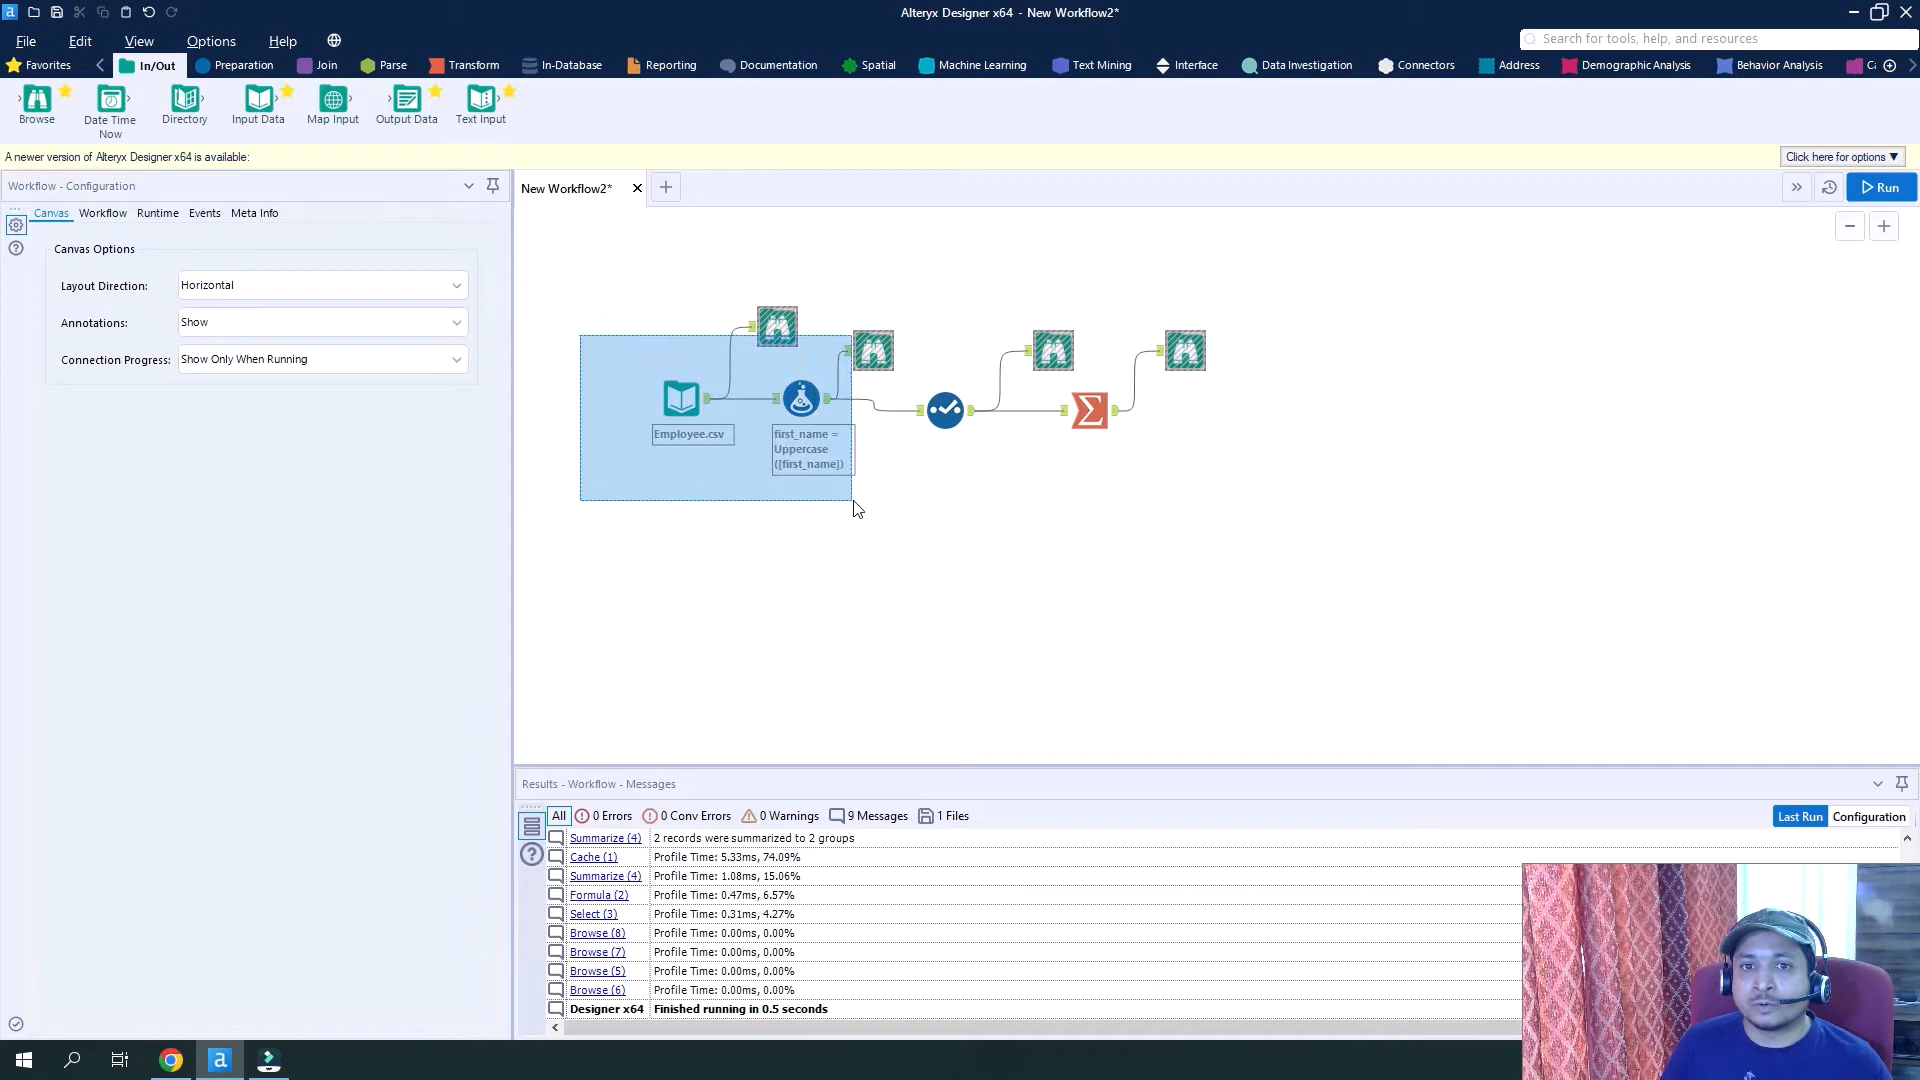 Alteryx Designer x64 - New Workflow2*
File Edit View Options Help
Search for tools, help, and resources
Favorites In/Out Preparation Join Parse Transform In-Database Reporting Documentation Spatial Machine Learning Text Mining Interface Data Investigation Connectors Address Demographic Analysis Behavior Analysis
Browse Date Time Now Directory Input Data Map Input Output Data Text Input
A newer version of Alteryx Designer x64 is available:
Click here for options ▼
Workflow - Configuration
New Workflow2*
Run
Canvas Workflow Runtime Events Meta Info
Canvas Options
Layout Direction: Horizontal
Annotations: Show
Connection Progress: Show Only When Running
Employee.csv
first_name =
Uppercase
([first_name])
Results - Workflow - Messages
All 0 Errors 0 Conv Errors 0 Warnings 9 Messages 1 Files
Last Run Configuration
Summarize (4) 2 records were summarized to 2 groups
Cache (1) Profile Time: 5.33ms, 74.09%
Summarize (4) Profile Time: 1.08ms, 15.06%
Formula (2) Profile Time: 0.47ms, 6.57%
Select (3) Profile Time: 0.31ms, 4.27%
Browse (8) Profile Time: 0.00ms, 0.00%
Browse (7) Profile Time: 0.00ms, 0.00%
Browse (5) Profile Time: 0.00ms, 0.00%
Browse (6) Profile Time: 0.00ms, 0.00%
Designer x64 Finished running in 0.5 seconds